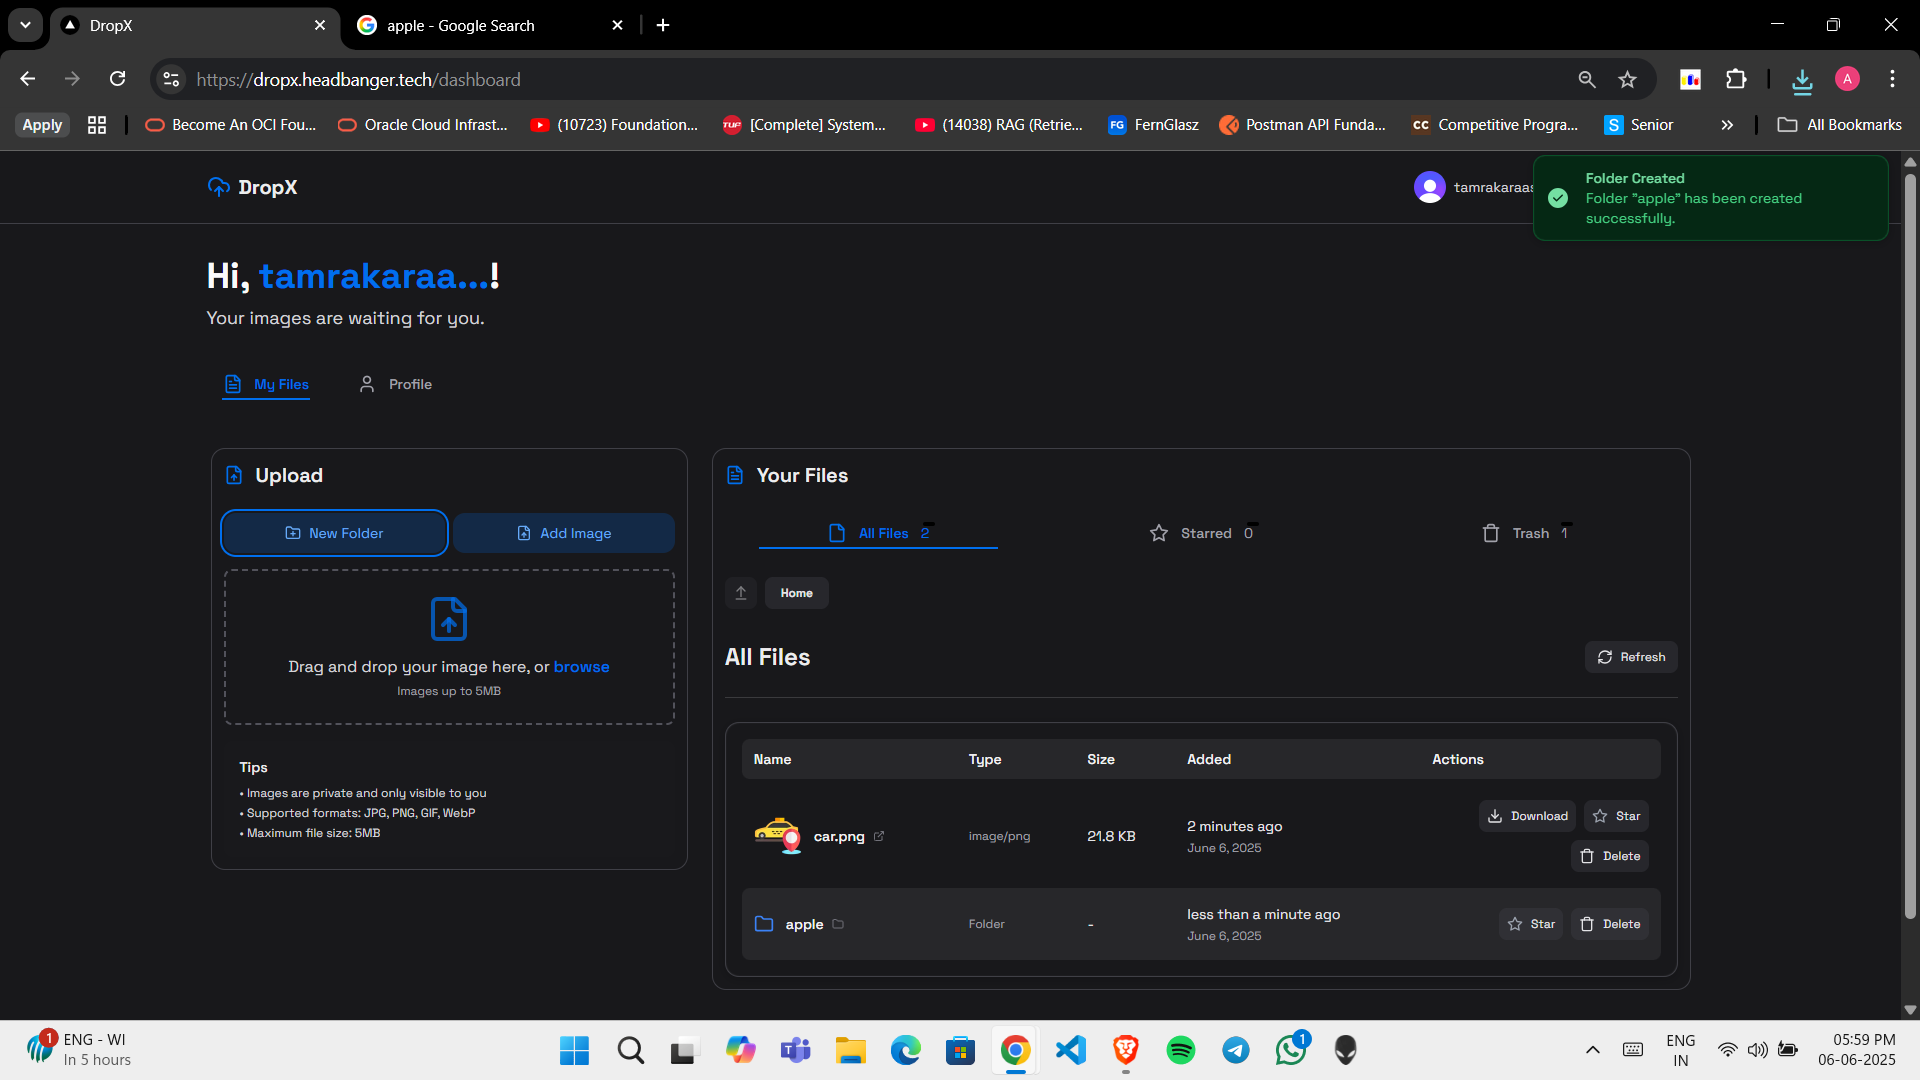 DropX
apple - Google Search
https://dropx.headbanger.tech/dashboard
A
Apply
Become An OCI Fou...
Oracle Cloud Infrast...
(10723) Foundation...
TUF
[Complete] System...
(14038) RAG (Retrie...
FG
FernGlasz
Postman API Funda...
CC
Competitive Progra...
S
Senior
All Bookmarks
DropX
tamrakaraas
Folder Created
Folder "apple" has been created
successfully.
Hi, tamrakaraa...!
Your images are waiting for you.
My Files
Profile
Upload
New Folder
Add Image
Drag and drop your image here, or browse
Images up to 5MB
Tips
• Images are private and only visible to you
• Supported formats: JPG, PNG, GIF, WebP
• Maximum file size: 5MB
Your Files
All Files 2
Starred 0
Trash 1
Home
All Files
Refresh
Name Type Size Added Actions
car.png image/png 21.8 KB 2 minutes ago
June 6, 2025
Download Star
Delete
apple Folder - less than a minute ago
June 6, 2025
Star Delete
1
ENG - WI
In 5 hours
1
ENG
IN
05:59 PM
06-06-2025